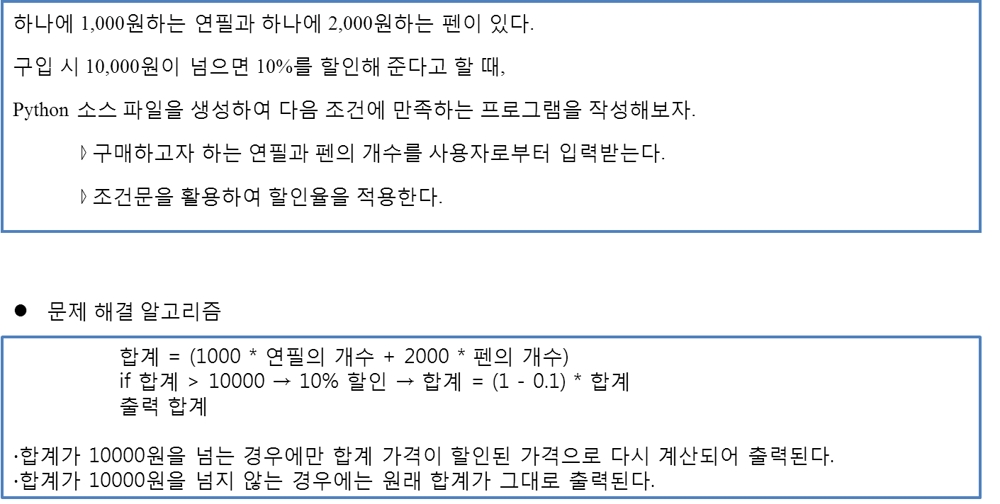 하나에 1,000원하는 연필과 하나에 2,000원하는 펜이 있다.
구입 시 10,000원이 넘으면 10%를 할인해 준다고 할 때,
Python 소스 파일을 생성하여 다음 조건에 만족하는 프로그램을 작성해보자.
구매하고자 하는 연필과 펜의 개수를 사용자로부터 입력받는다.
조건문을 활용하여 할인율을 적용한다.
● 문제 해결 알고리즘
합계 = (1000 * 연필의 개수 + 2000 * 펜의 개수)
if 합계 > 10000 → 10% 할인 → 합계 = (1 - 0.1) * 합계
출력 합계
·합계가 10000원을 넘는 경우에만 합계 가격이 할인된 가격으로 다시 계산되어 출력된다.
·합계가 10000원을 넘지 않는 경우에는 원래 합계가 그대로 출력된다.